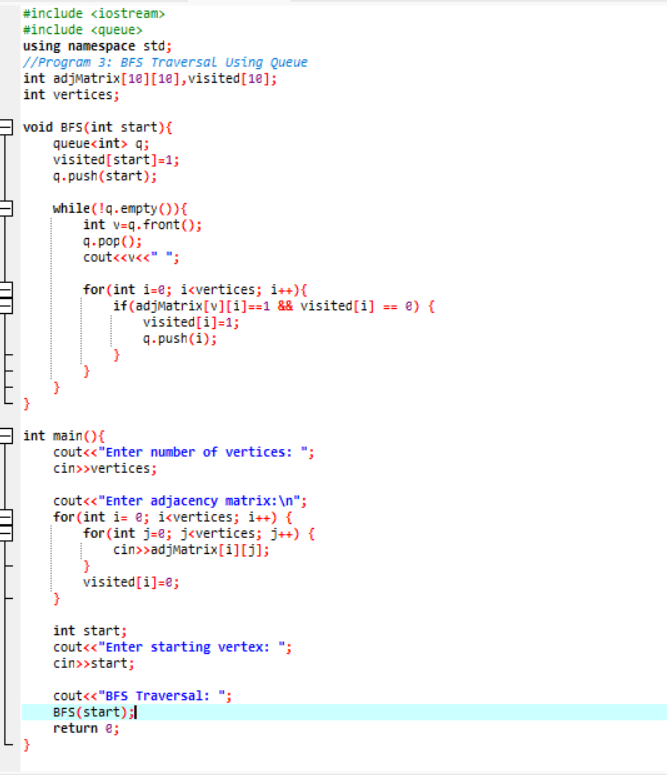 #include <iostream>
#include <queue>
using namespace std;
//Program 3: BFS Traversal Using Queue
int adjMatrix[10][10],visited[10];
int vertices;

void BFS(int start){
    queue<int> q;
    visited[start]=1;
    q.push(start);

    while(!q.empty()){
        int v=q.front();
        q.pop();
        cout<<v<<" ";

        for(int i=0; i<vertices; i++){
            if(adjMatrix[v][i]==1 && visited[i] == 0) {
                visited[i]=1;
                q.push(i);
            }
        }
    }
}

int main(){
    cout<<"Enter number of vertices: ";
    cin>>vertices;

    cout<<"Enter adjacency matrix:\n";
    for(int i= 0; i<vertices; i++) {
        for(int j=0; j<vertices; j++) {
            cin>>adjMatrix[i][j];
        }
        visited[i]=0;
    }

    int start;
    cout<<"Enter starting vertex: ";
    cin>>start;

    cout<<"BFS Traversal: ";
    BFS(start);
    return 0;
}